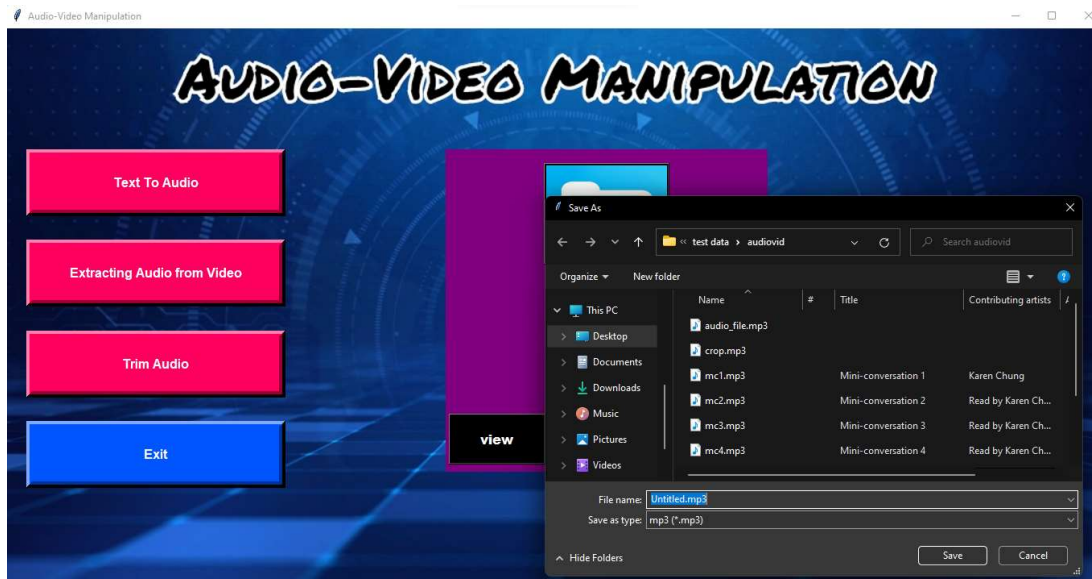 Audio-Video Manipulation
AUDIO-VIDEO MANIPULATION
Text To Audio
Extracting Audio from Video
Trim Audio
Exit
view
Save As
« test data › audiovid
Search audiovid
Organize
New folder
Name # Title Contributing artists
This PC
Desktop
Documents
Downloads
Music
Pictures
Videos
audio_file.mp3
crop.mp3
mc1.mp3 Mini-conversation 1 Karen Chung
mc2.mp3 Mini-conversation 2 Read by Karen Ch...
mc3.mp3 Mini-conversation 3 Read by Karen Ch...
mc4.mp3 Mini-conversation 4 Read by Karen Ch...
File name: Untitled.mp3
Save as type: mp3 (*.mp3)
Hide Folders
Save
Cancel